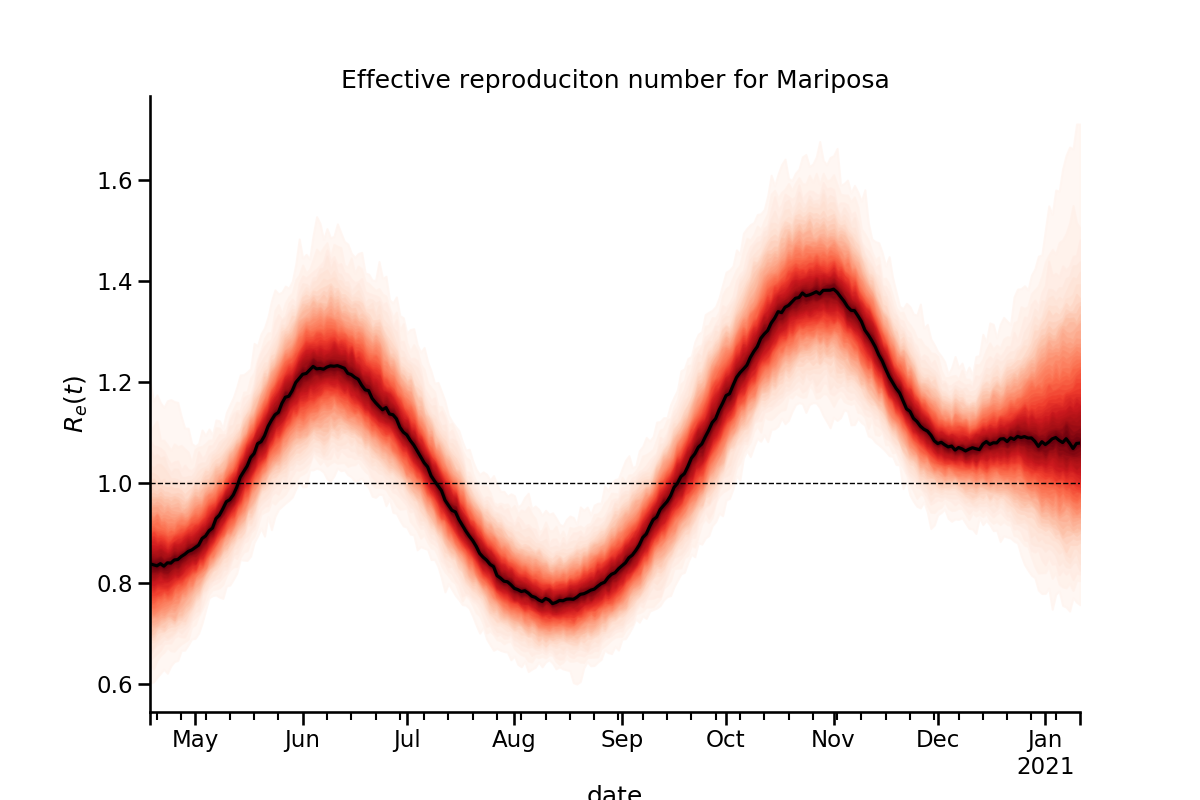 Effective reproduciton number for Mariposa
1.6
1.4
1.2
1.0
0.8
0.6
Re(t)
May Jun Jul Aug Sep Oct Nov Dec Jan
2021
date